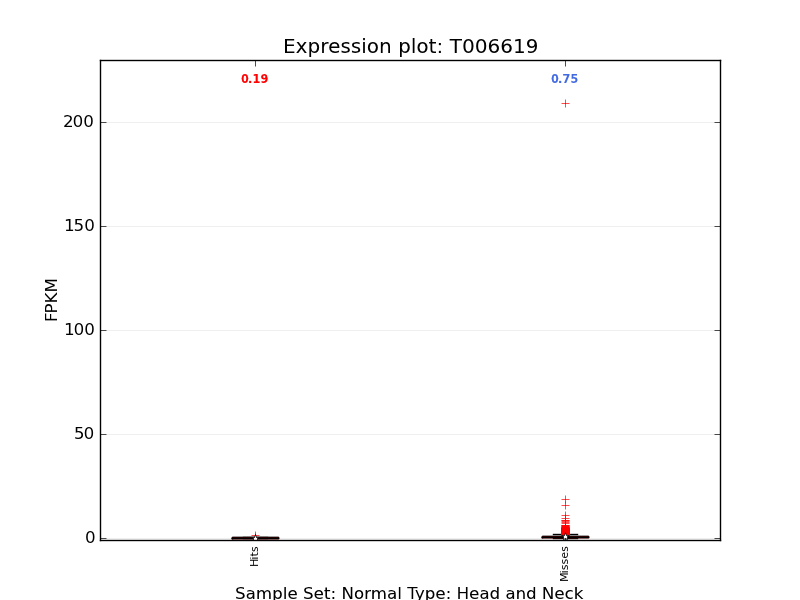 Expression plot: T006619
0.19
0.75
200
150
100
50
0
FPKM
Hits
Misses
Sample Set: Normal Type: Head and Neck